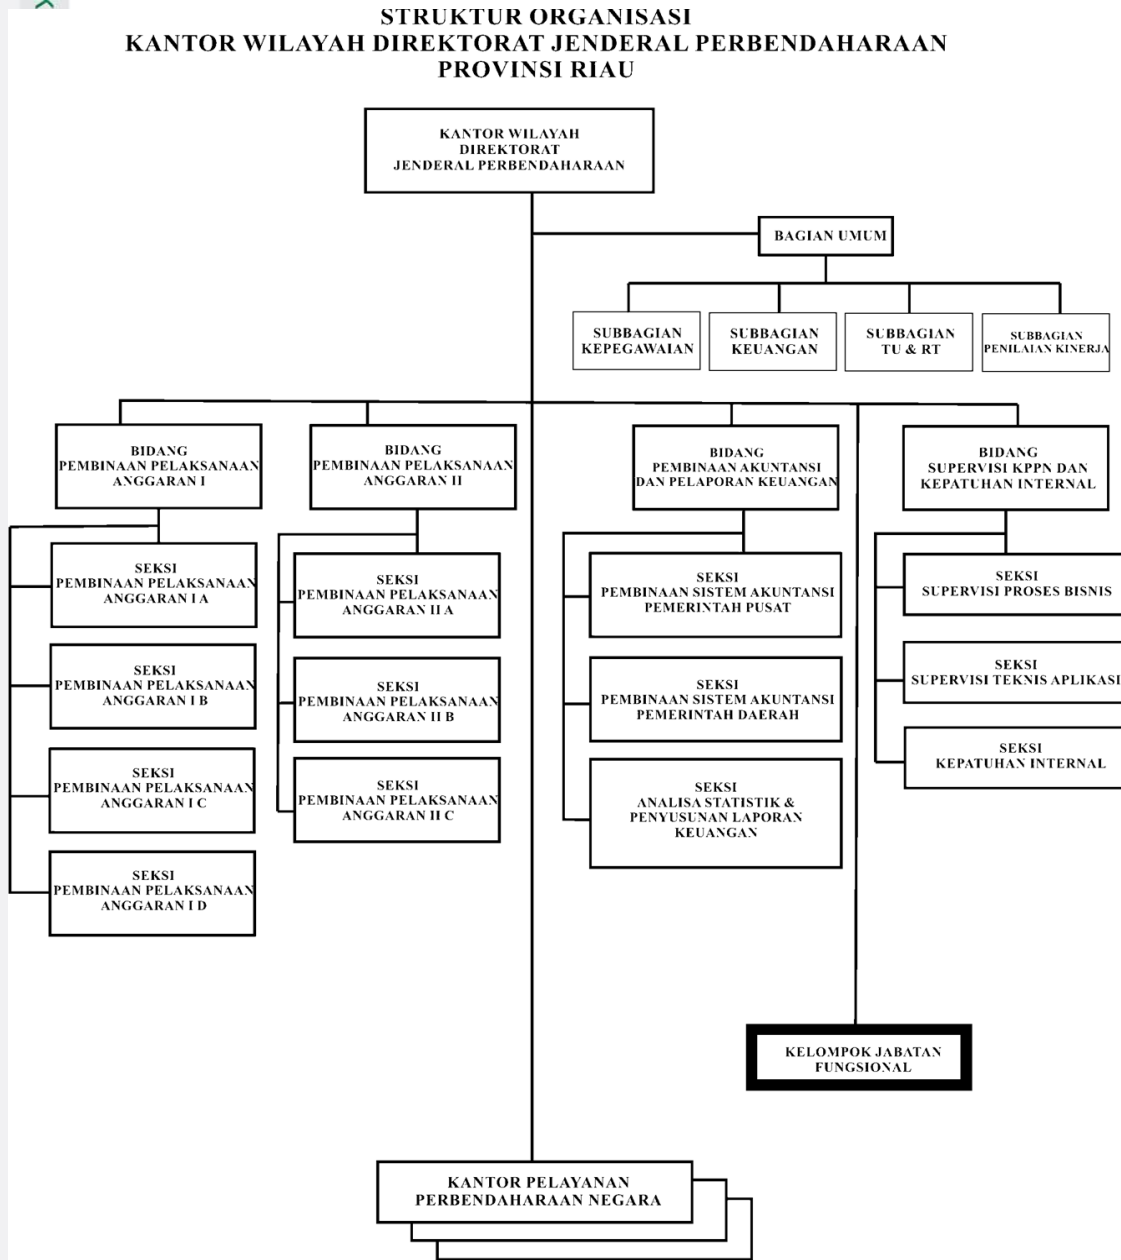 STRUKTUR ORGANISASI
KANTOR WILAYAH DIREKTORAT JENDERAL PERBENDAHARAAN
PROVINSI RIAU
KANTOR WILAYAH
DIREKTORAT
JENDERAL PERBENDAHARAAN
BAGIAN UMUM
SUBBAGIAN
KEPEGAWAIAN
SUBBAGIAN
KEUANGAN
SUBBAGIAN
TU & RT
SUBBAGIAN
PENILAIAN KINERJA
BIDANG
PEMBINAAN PELAKSANAAN
ANGGARAN I
BIDANG
PEMBINAAN PELAKSANAAN
ANGGARAN II
BIDANG
PEMBINAAN AKUNTANSI
DAN PELAPORAN KEUANGAN
BIDANG
SUPERVISI KPPN DAN
KEPATUHAN INTERNAL
SEKSI
PEMBINAAN PELAKSANAAN
ANGGARAN I A
SEKSI
PEMBINAAN PELAKSANAAN
ANGGARAN I B
SEKSI
PEMBINAAN PELAKSANAAN
ANGGARAN I C
SEKSI
PEMBINAAN PELAKSANAAN
ANGGARAN I D
SEKSI
PEMBINAAN PELAKSANAAN
ANGGARAN II A
SEKSI
PEMBINAAN PELAKSANAAN
ANGGARAN II B
SEKSI
PEMBINAAN PELAKSANAAN
ANGGARAN II C
SEKSI
PEMBINAAN SISTEM AKUNTANSI
PEMERINTAH PUSAT
SEKSI
PEMBINAN SISTEM AKUNTANSI
PEMERINTAH DAERAH
SEKSI
ANALISA STATISTIK &
PENYUSUNAN LAPORAN
KEUANGAN
SEKSI
SUPERVISI PROSES BISNIS
SEKSI
SUPERVISI TEKNIS APLIKASI
SEKSI
KEPATUHAN INTERNAL
KELOMPOK JABATAN
FUNGSIONAL
KANTOR PELAYANAN
PERBENDAHARAAN NEGARA